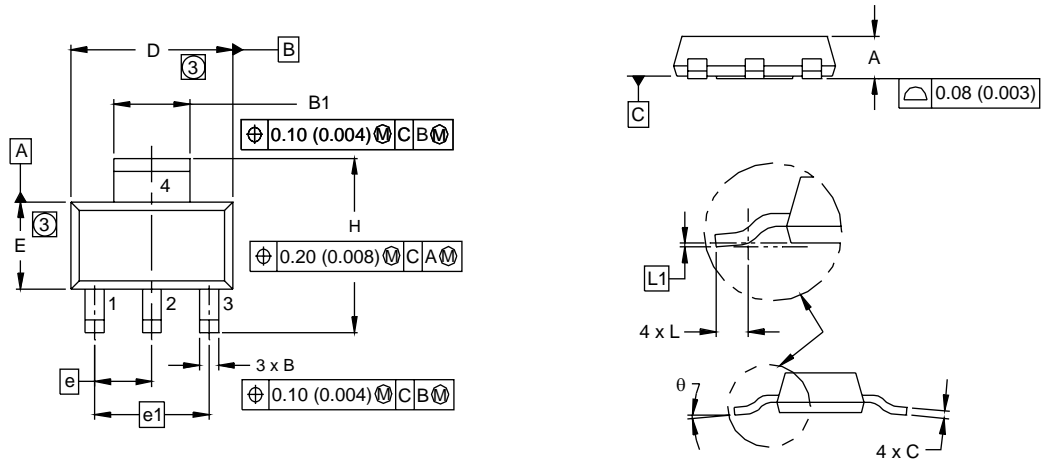 D
③
B
B1
⌖ 0.10 (0.004) Ⓜ C B Ⓜ
A
4
③
E
H
⌖ 0.20 (0.008) Ⓜ C A Ⓜ
1 2 3
3 x B
e
e1
⌖ 0.10 (0.004) Ⓜ C B Ⓜ
A
C
⌓ 0.08 (0.003)
L1
4 x L
θ
4 x C